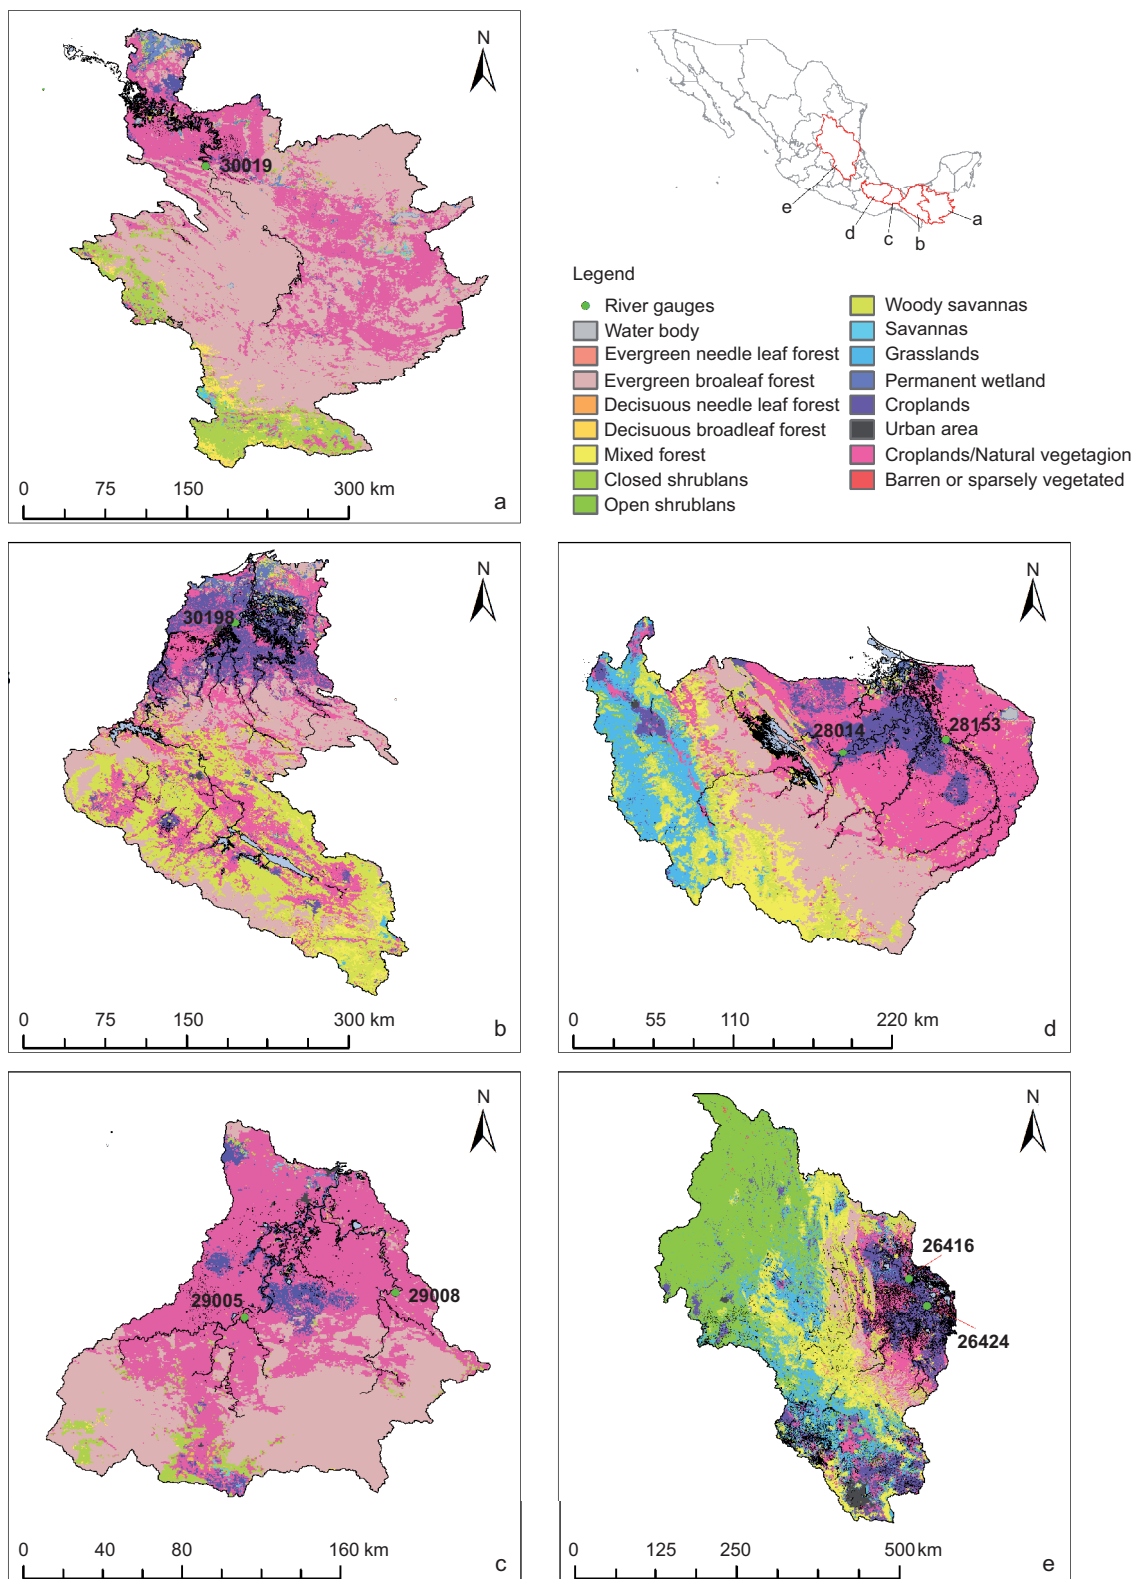 N
30019
0 75 150 300 km
a
e
d
c
b
a
Legend
River gauges
Water body
Evergreen needle leaf forest
Evergreen broaleaf forest
Decisuous needle leaf forest
Decisuous broadleaf forest
Mixed forest
Closed shrublans
Open shrublans
Woody savannas
Savannas
Grasslands
Permanent wetland
Croplands
Urban area
Croplands/Natural vegetagion
Barren or sparsely vegetated
N
30198
0 75 150 300 km
b
N
28014
28153
0 55 110 220 km
d
N
29005
29008
0 40 80 160 km
c
N
26416
26424
0 125 250 500 km
e